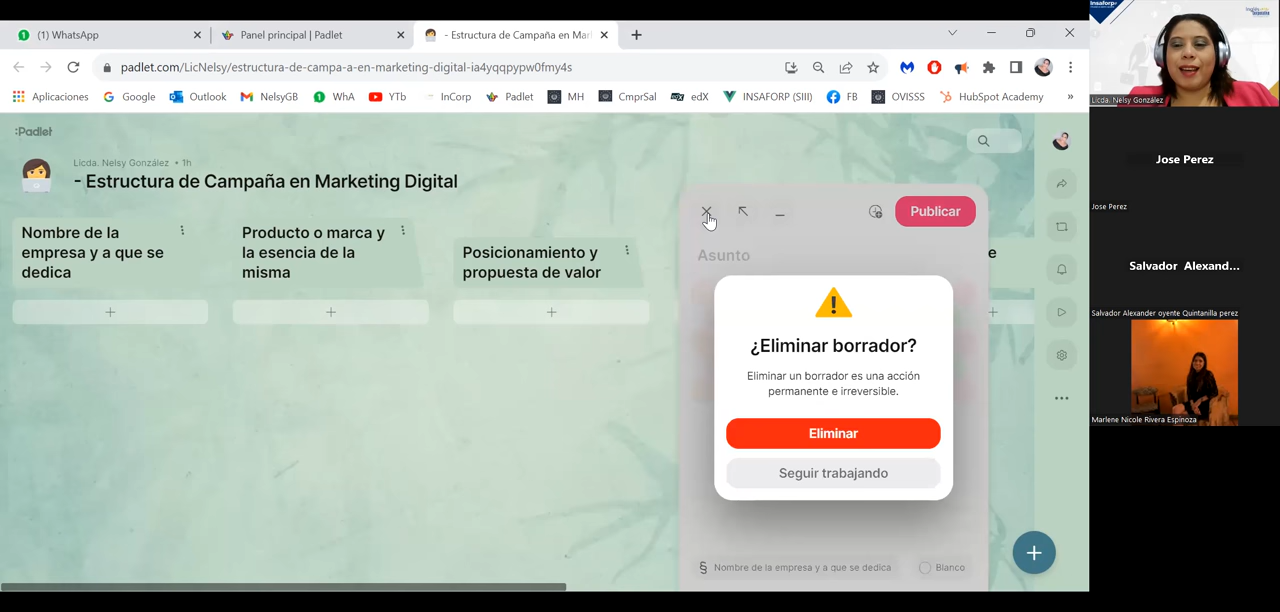 (1) WhatsApp
Panel principal | Padlet
- Estructura de Campaña en Mar
padlet.com/LicNelsy/estructura-de-campa-a-en-marketing-digital-ia4yqqpypw0fmy4s
Aplicaciones
Google
Outlook
NelsyGB
WhA
YTb
InCorp
Padlet
MH
CmprSal
edX
INSAFORP (SIII)
FB
OVISSS
HubSpot Academy
»
:Padlet
Licda. Nelsy González • 1h
- Estructura de Campaña en Marketing Digital
Nombre de la
empresa y a que se
dedica
Producto o marca y
la esencia de la
misma
Posicionamiento y
propuesta de valor
e
Publicar
Asunto
¿Eliminar borrador?
Eliminar un borrador es una acción
permanente e irreversible.
Eliminar
Seguir trabajando
Nombre de la empresa y a que se dedica
Blanco
Insaforp
Licda. Nelsy González
Jose Perez
Jose Perez
Salvador Alexand...
Salvador Alexander oyente Quintanilla perez
Marlene Nicole Rivera Espinoza